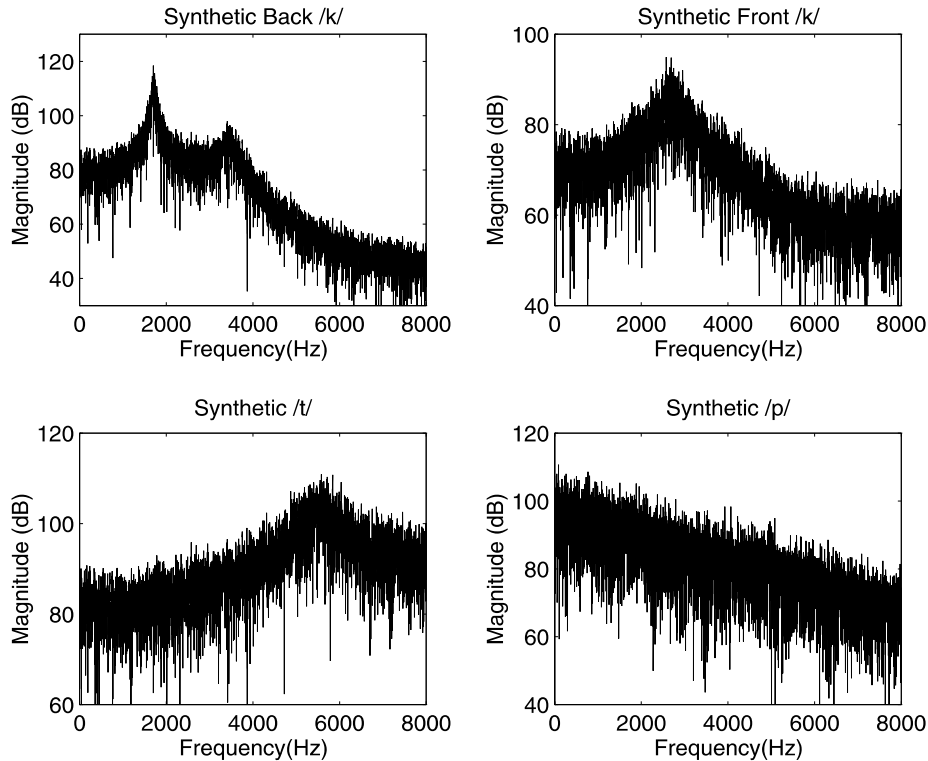 Synthetic Back /k/
Synthetic Front /k/
Magnitude (dB)
120
100
80
60
40
0 2000 4000 6000 8000
Frequency(Hz)
Magnitude (dB)
100
80
60
40
0 2000 4000 6000 8000
Frequency(Hz)
Synthetic /t/
Synthetic /p/
Magnitude (dB)
120
100
80
60
0 2000 4000 6000 8000
Frequency(Hz)
Magnitude (dB)
120
100
80
60
40
0 2000 4000 6000 8000
Frequency(Hz)